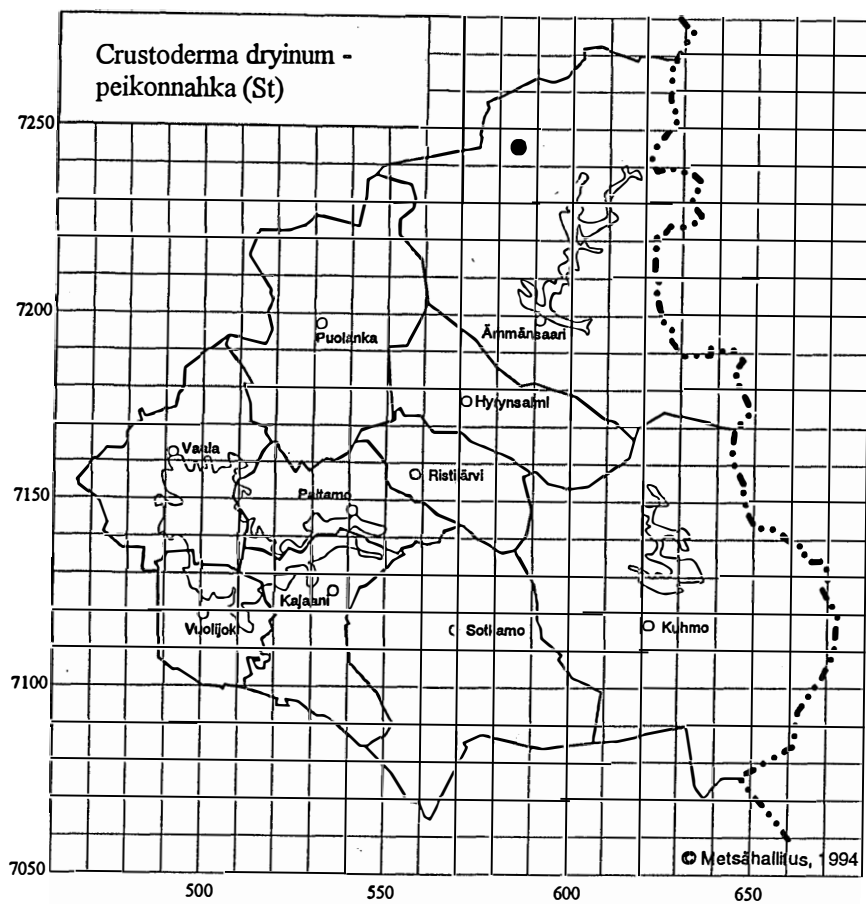 Crustoderma dryinum -
peikonnahka (St)
7250
7200
Puolanka
Ämmänsaari
Hyrynsalmi
Vaala
Ristijärvi
7150
Paltamo
Kajaani
Vuolijok
Sotkamo
Kuhmo
7100
7050
© Metsähallitus, 1994
500
550
600
650